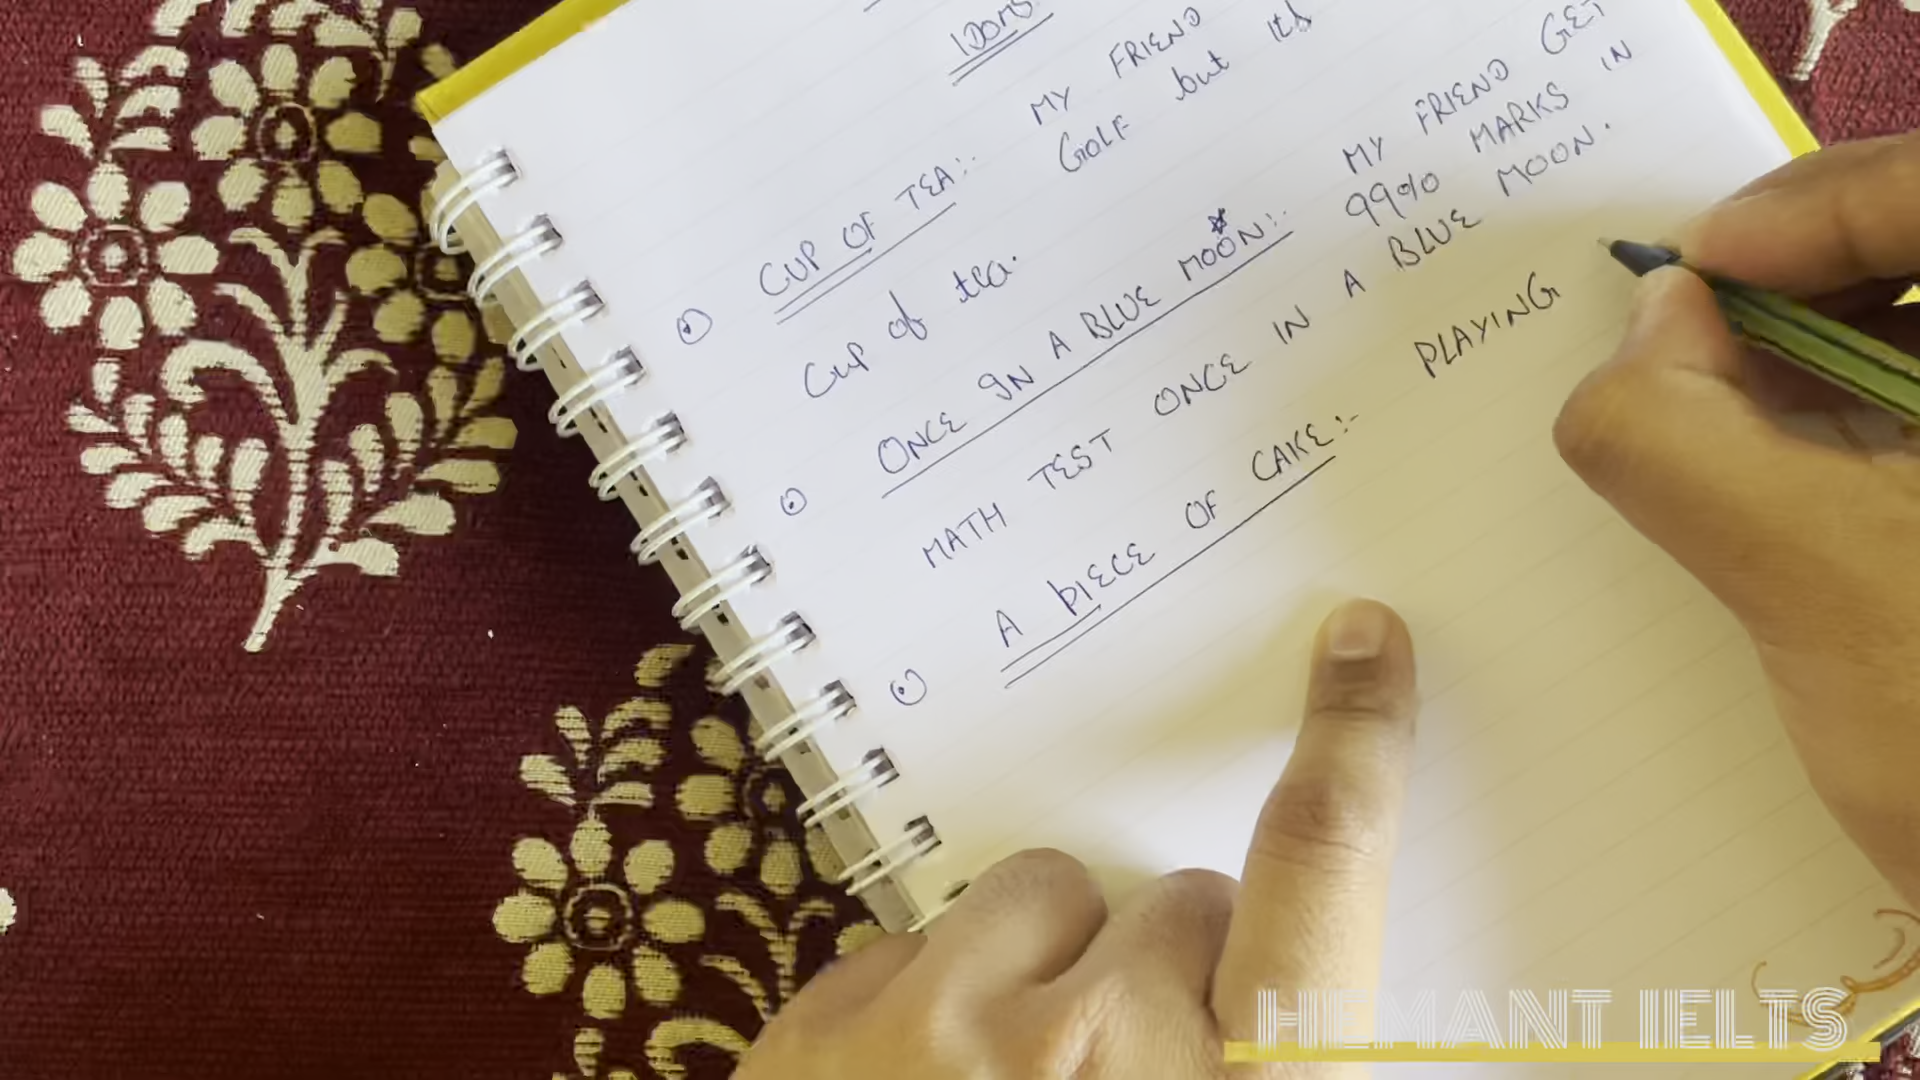 IDOMS
CUP OF TEA:- MY FRIEND
GOLF but its
Cup of tea.
ONCE IN A BLUE MOON:- MY FRIEND GET
99% MARKS IN
MATH TEST ONCE IN A BLUE MOON.
A PIECE OF CAKE:- PLAYING
HEMANT IELTS